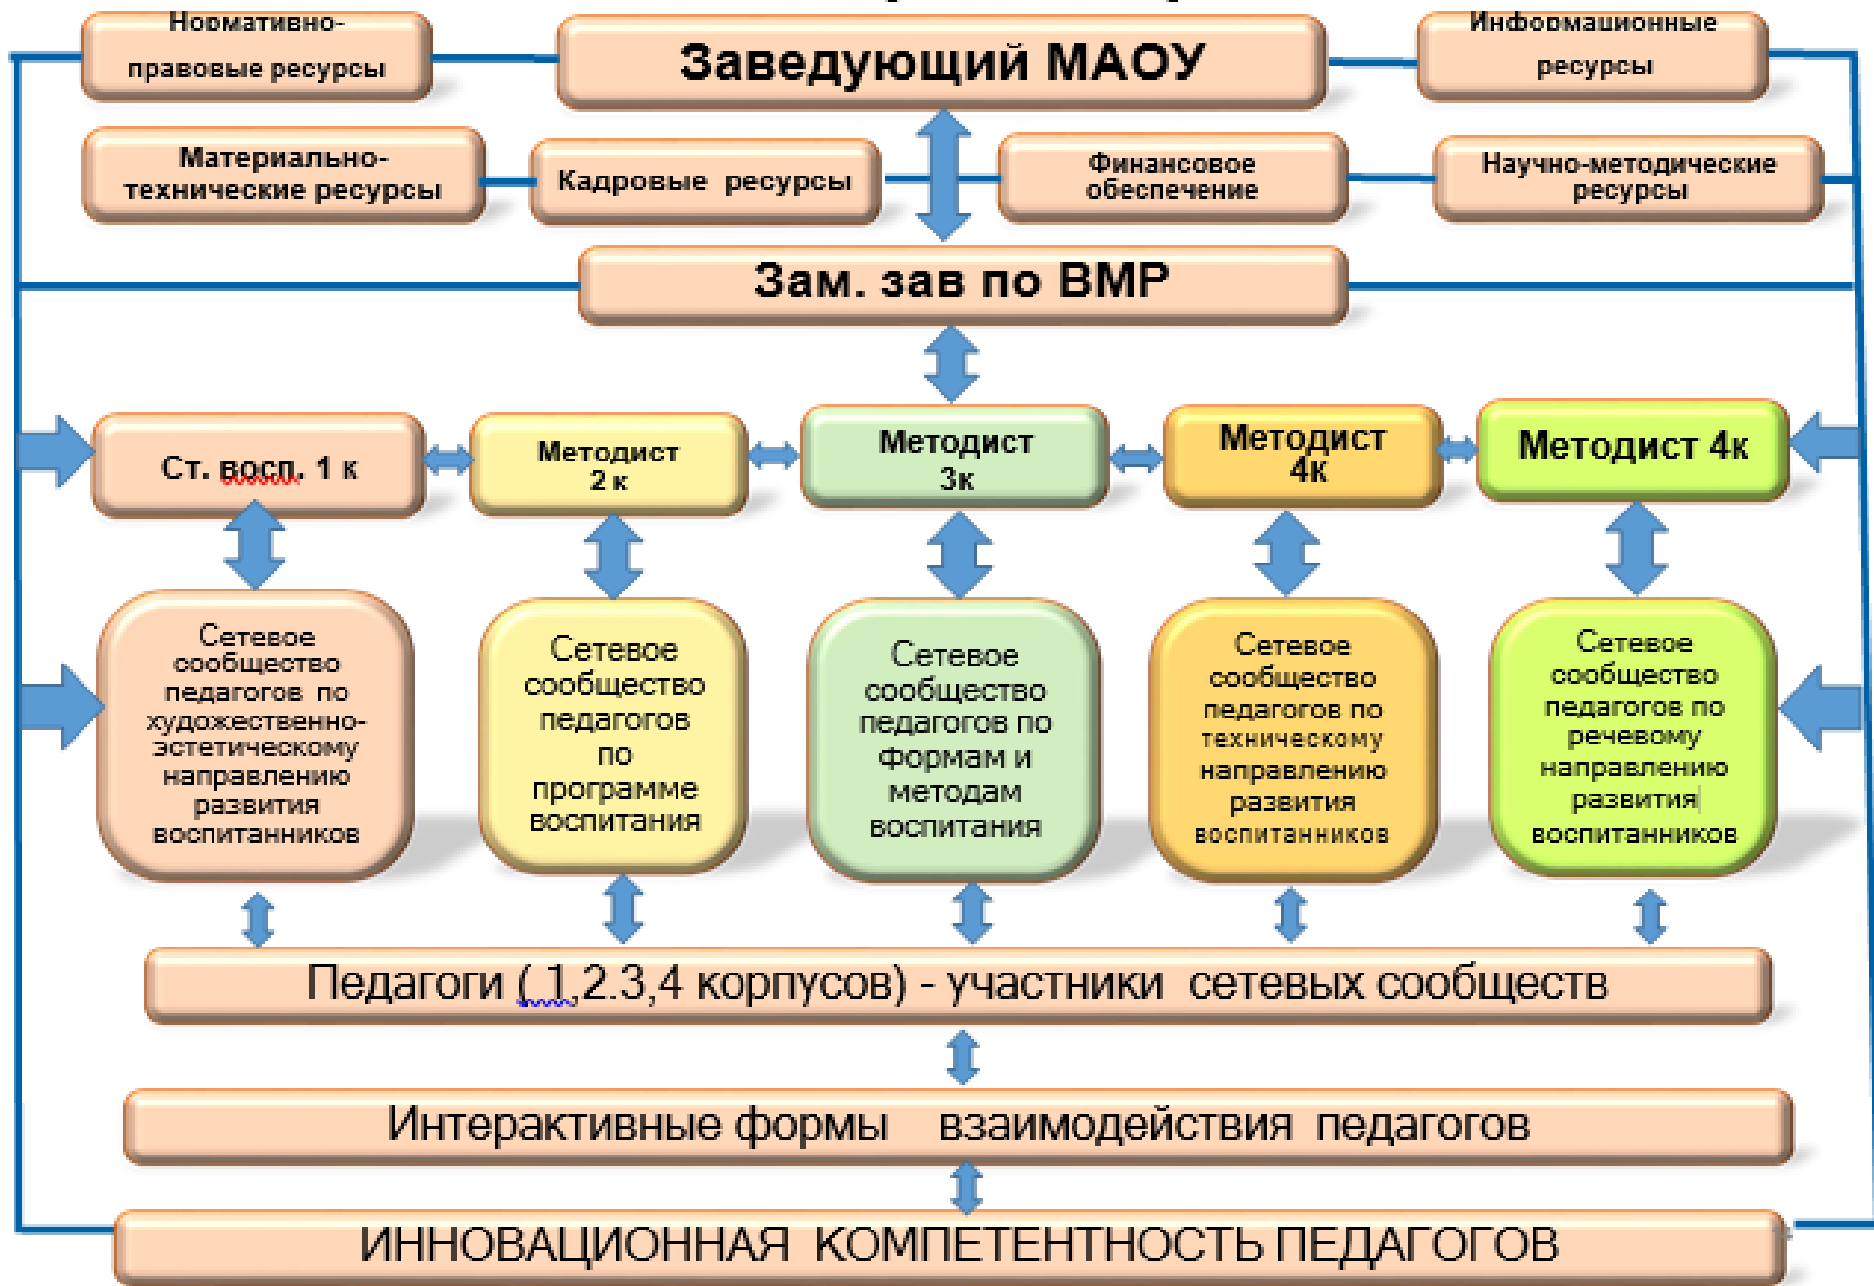 Нормативно-
правовые ресурсы
Заведующий МАОУ
Информационные
ресурсы
Материально-
технические ресурсы
Кадровые ресурсы
Финансовое
обеспечение
Научно-методические
ресурсы
Зам. зав по ВМР
Ст. восп. 1 к
Методист
2 к
Методист
3к
Методист
4к
Методист 4к
Сетевое
сообщество
педагогов по
художественно-
эстетическому
направлению
развития
воспитанников
Сетевое
сообщество
педагогов
по
программе
воспитания
Сетевое
сообщество
педагогов по
формам и
методам
воспитания
Сетевое
сообщество
педагогов по
техническому
направлению
развития
воспитанников
Сетевое
сообщество
педагогов по
речевому
направлению
развития
воспитанников
Педагоги ( 1,2.3,4 корпусов) - участники сетевых сообществ
Интерактивные формы взаимодействия педагогов
ИННОВАЦИОННАЯ КОМПЕТЕНТНОСТЬ ПЕДАГОГОВ